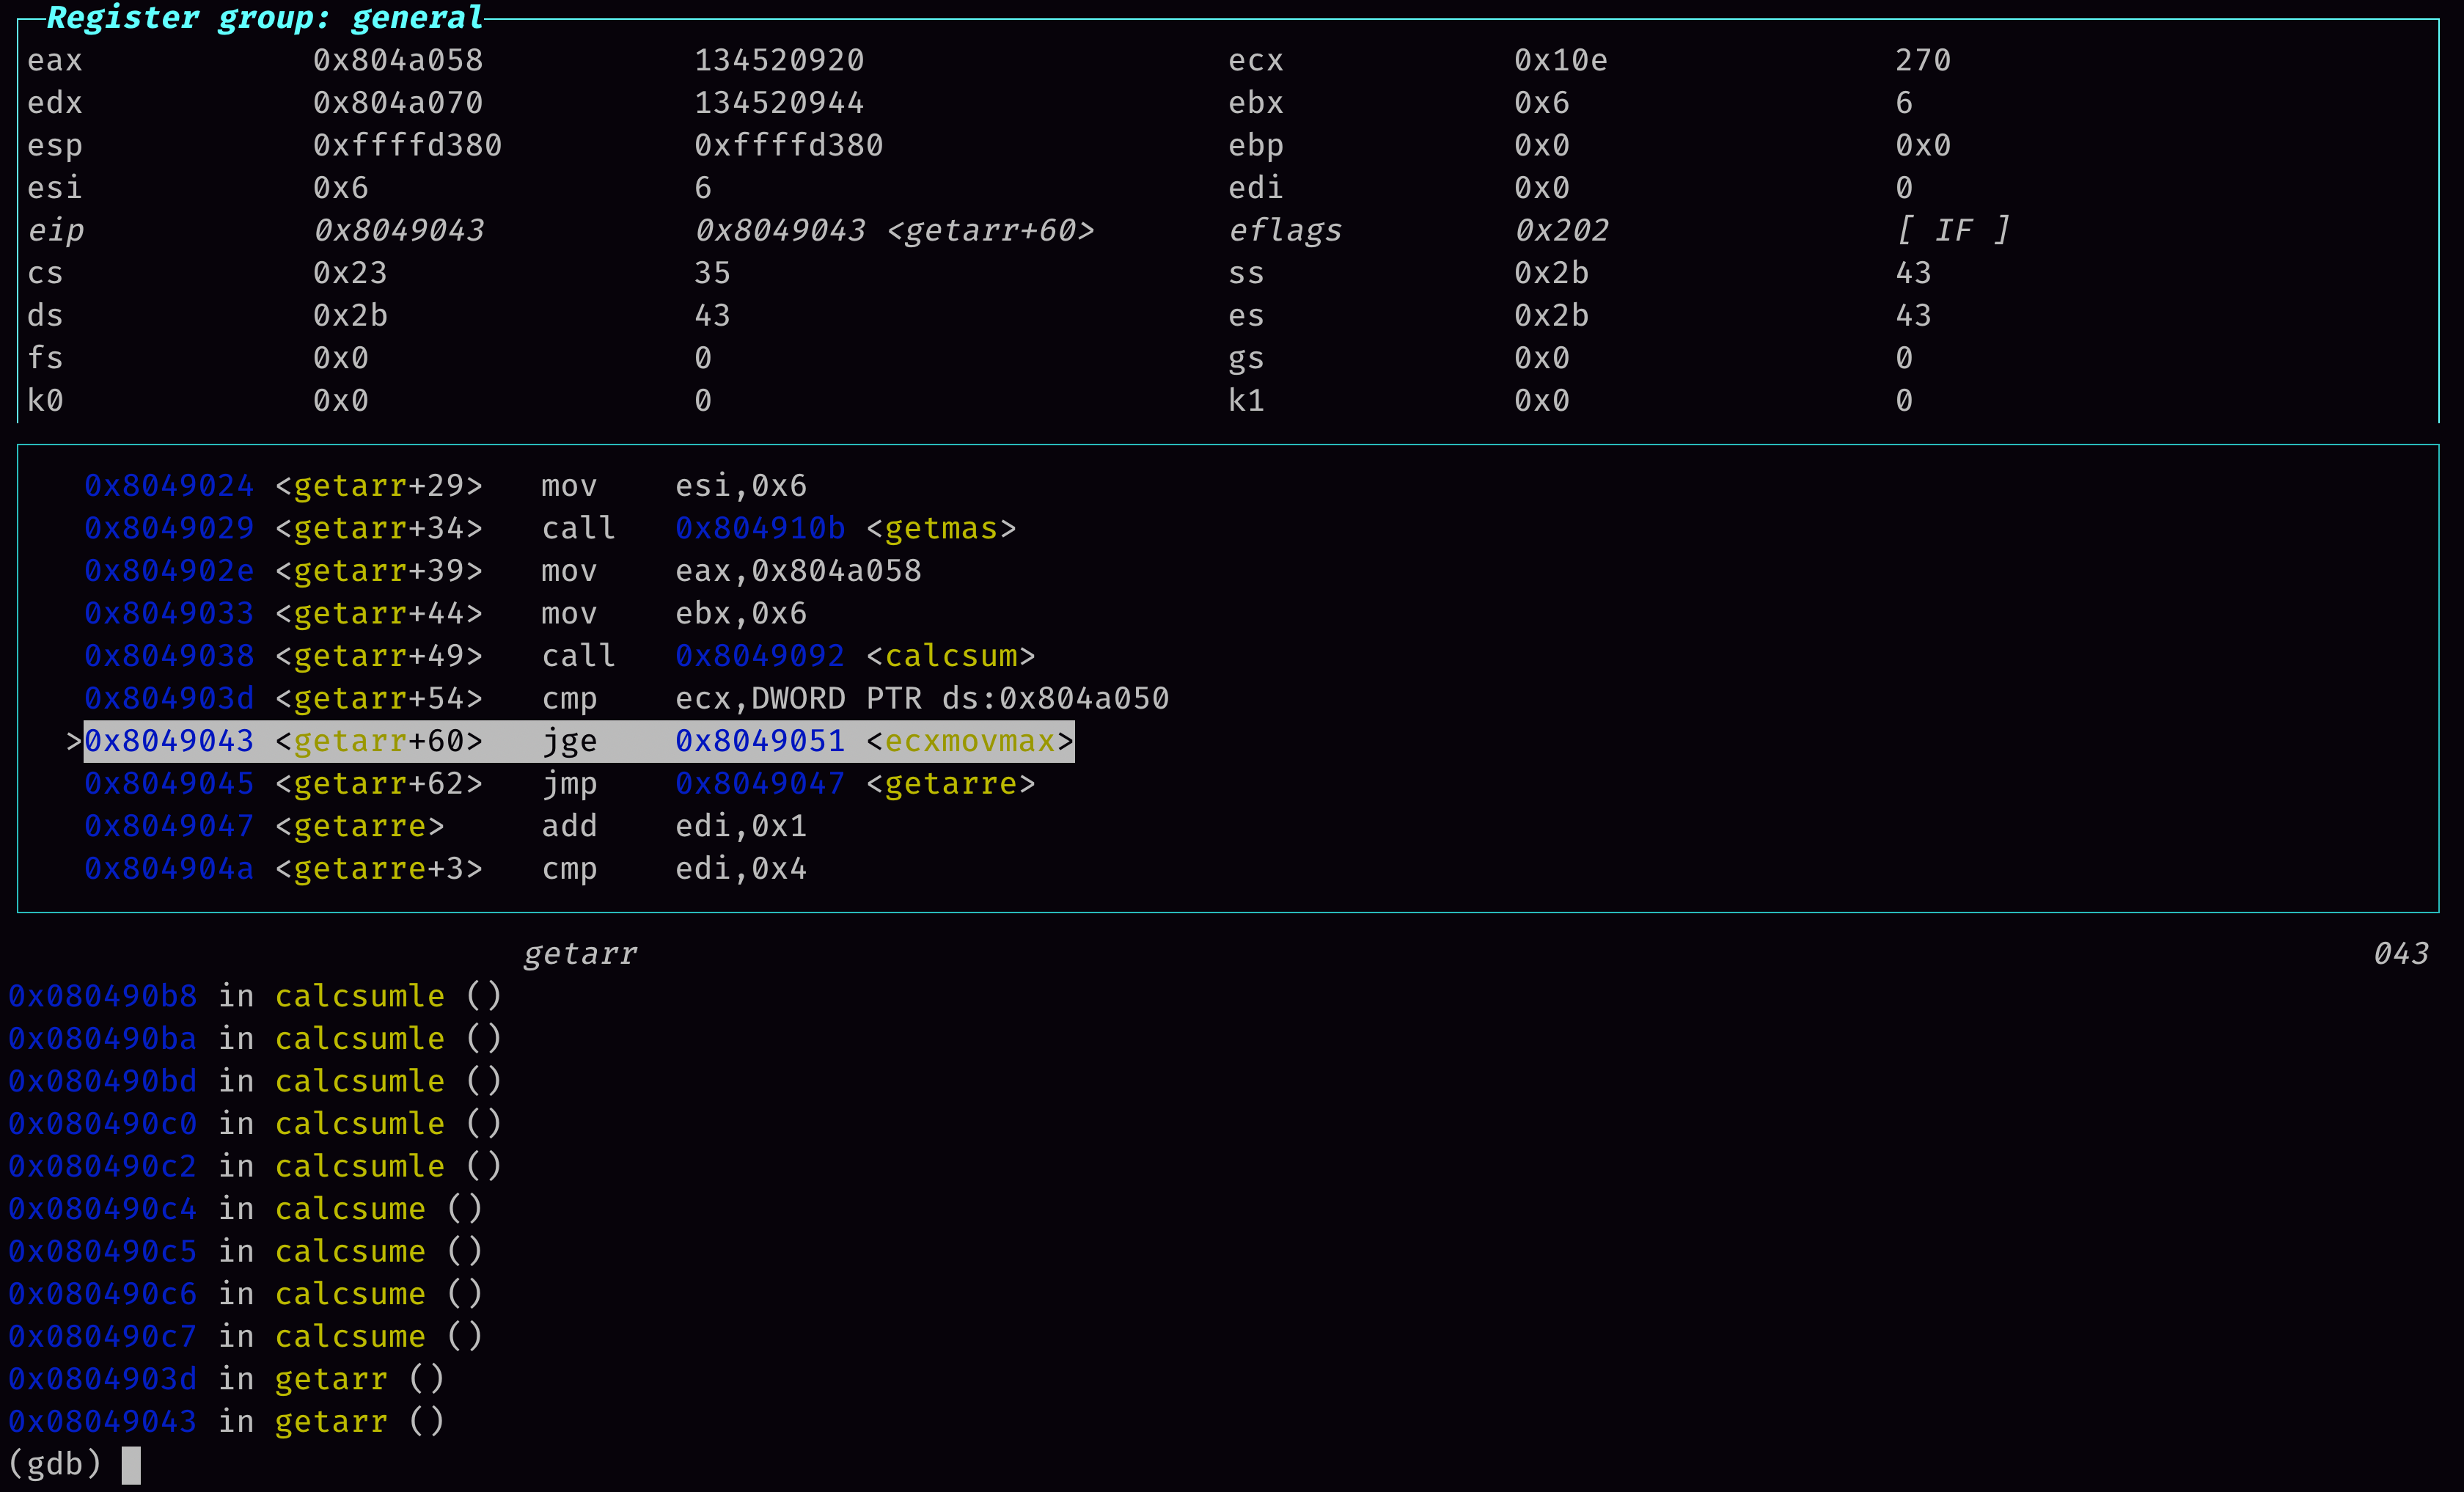 Register group: general
eax 0x804a058 134520920 ecx 0x10e 270
edx 0x804a070 134520944 ebx 0x6 6
esp 0xffffd380 0xffffd380 ebp 0x0 0x0
esi 0x6 6 edi 0x0 0
eip 0x8049043 0x8049043 <getarr+60> eflags 0x202 [ IF ]
cs 0x23 35 ss 0x2b 43
ds 0x2b 43 es 0x2b 43
fs 0x0 0 gs 0x0 0
k0 0x0 0 k1 0x0 0
0x8049024 <getarr+29> mov esi,0x6
0x8049029 <getarr+34> call 0x804910b <getmas>
0x804902e <getarr+39> mov eax,0x804a058
0x8049033 <getarr+44> mov ebx,0x6
0x8049038 <getarr+49> call 0x8049092 <calcsum>
0x804903d <getarr+54> cmp ecx,DWORD PTR ds:0x804a050
>0x8049043 <getarr+60> jge 0x8049051 <ecxmovmax>
0x8049045 <getarr+62> jmp 0x8049047 <getarre>
0x8049047 <getarre> add edi,0x1
0x804904a <getarre+3> cmp edi,0x4
getarr 043
0x080490b8 in calcsumle ()
0x080490ba in calcsumle ()
0x080490bd in calcsumle ()
0x080490c0 in calcsumle ()
0x080490c2 in calcsumle ()
0x080490c4 in calcsume ()
0x080490c5 in calcsume ()
0x080490c6 in calcsume ()
0x080490c7 in calcsume ()
0x0804903d in getarr ()
0x08049043 in getarr ()
(gdb)